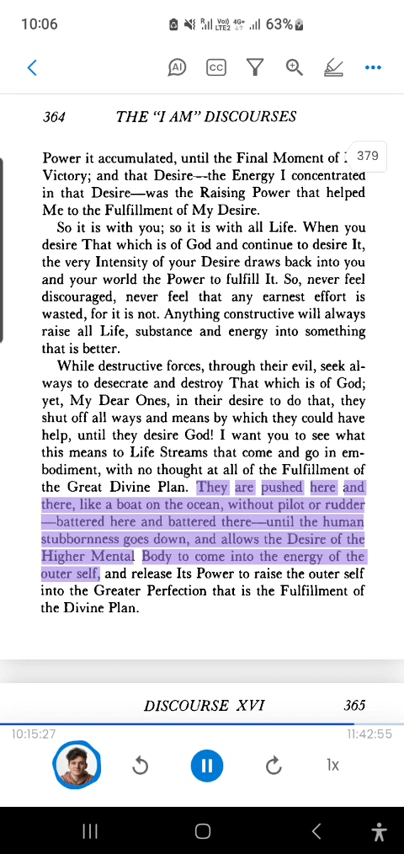 10:06
Vo))
LTE2
4G+
63%
AI
CC
364 THE “I AM” DISCOURSES
379
Power it accumulated, until the Final Moment of
Victory; and that Desire—the Energy I concentrated
in that Desire—was the Raising Power that helped
Me to the Fulfillment of My Desire.
So it is with you; so it is with all Life. When you
desire That which is of God and continue to desire It,
the very Intensity of your Desire draws back into you
and your world the Power to fulfill It. So, never feel
discouraged, never feel that any earnest effort is
wasted, for it is not. Anything constructive will always
raise all Life, substance and energy into something
that is better.
While destructive forces, through their evil, seek al-
ways to desecrate and destroy That which is of God;
yet, My Dear Ones, in their desire to do that, they
shut off all ways and means by which they could have
help, until they desire God! I want you to see what
this means to Life Streams that come and go in em-
bodiment, with no thought at all of the Fulfillment of
the Great Divine Plan. They are pushed here and
there, like a boat on the ocean, without pilot or rudder
—battered here and battered there—until the human
stubbornness goes down, and allows the Desire of the
Higher Mental Body to come into the energy of the
outer self, and release Its Power to raise the outer self
into the Greater Perfection that is the Fulfillment of
the Divine Plan.
DISCOURSE XVI 365
10:15:27 11:42:55
1x